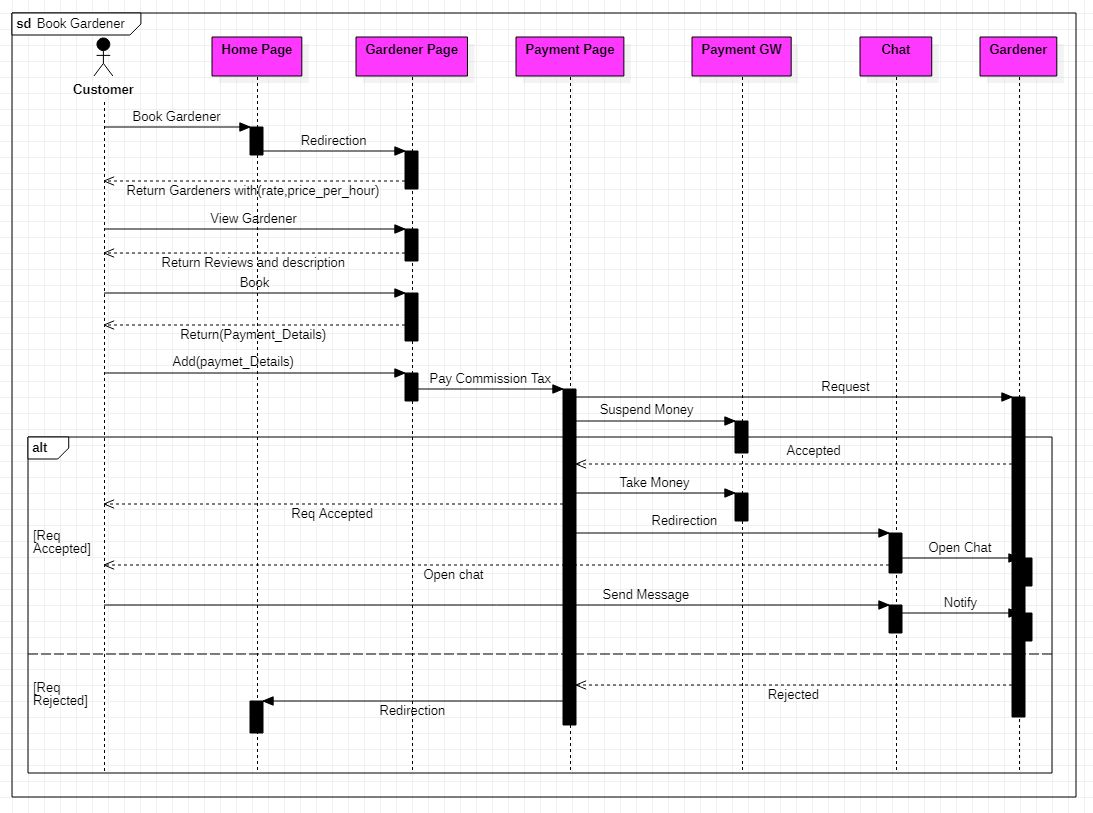 sd Book Gardener
Home Page
Gardener Page
Payment Page
Payment GW
Chat
Gardener
Customer
Book Gardener
Redirection
Return Gardeners with(rate,price_per_hour)
View Gardener
Return Reviews and description
Book
Return(Payment_Details)
Add(paymet_Details)
Pay Commission Tax
Request
Suspend Money
alt
Accepted
Take Money
Req Accepted
Redirection
[Req
Accepted]
Open Chat
Open chat
Send Message
Notify
[Req
Rejected]
Rejected
Redirection